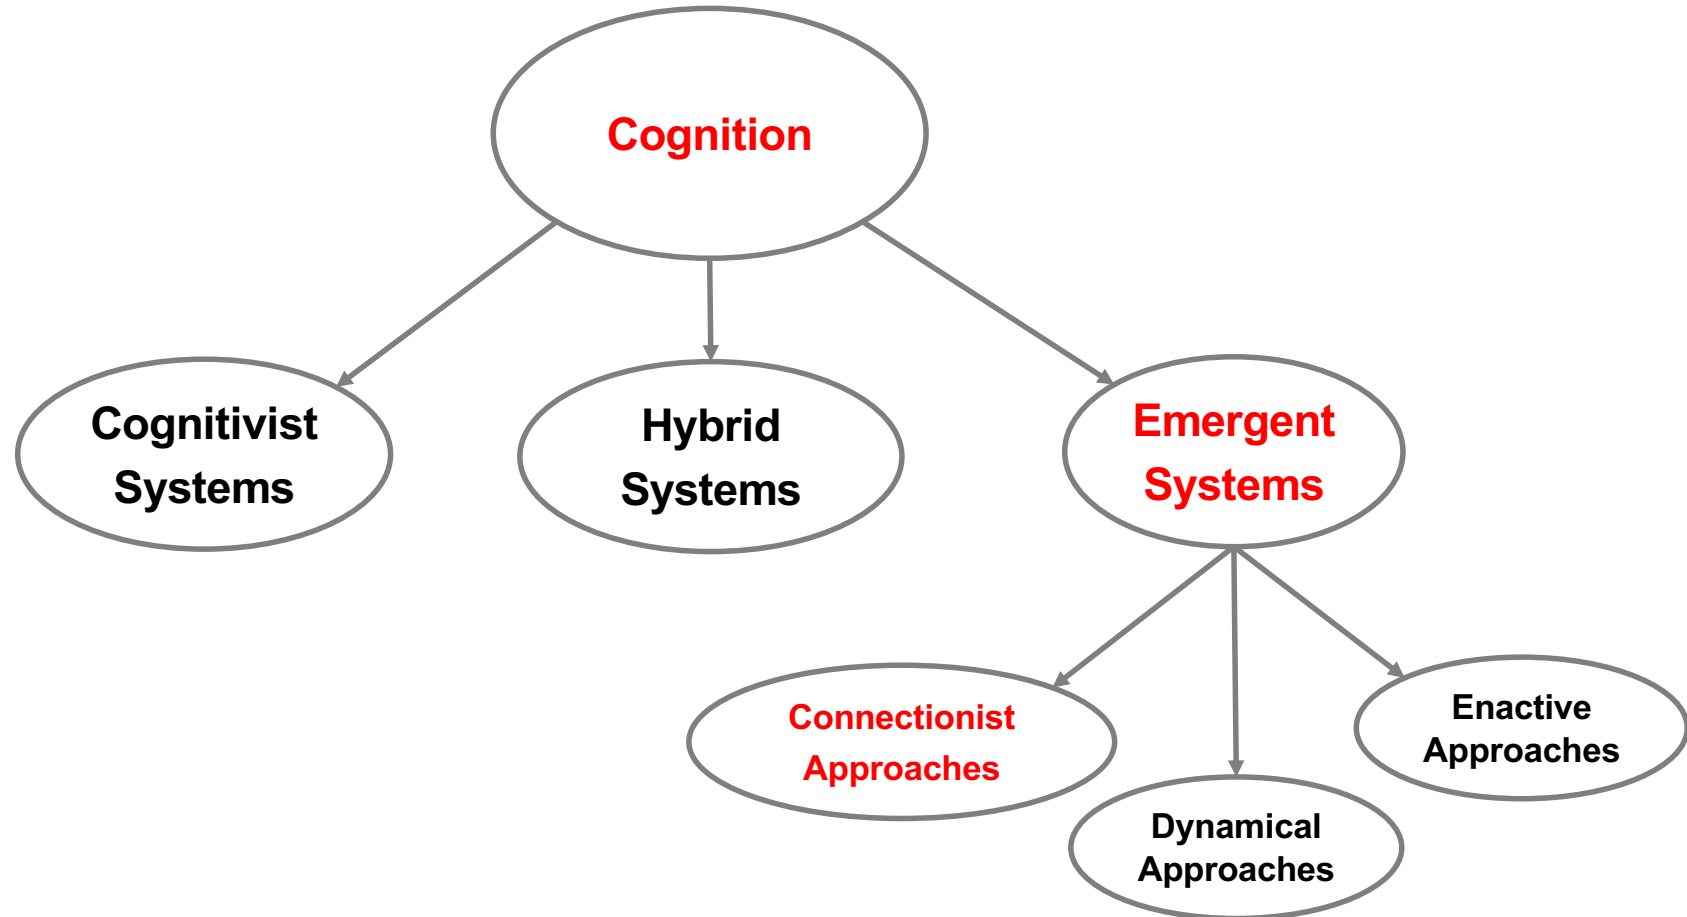 Cognition
Cognitivist
Systems
Hybrid
Systems
Emergent
Systems
Connectionist
Approaches
Dynamical
Approaches
Enactive
Approaches